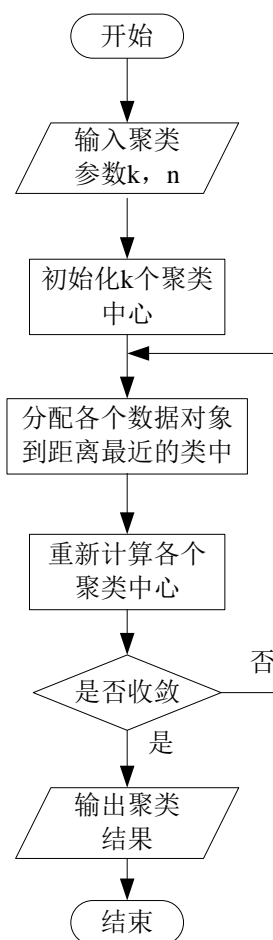 开始
输入聚类
参数k，n
初始化k个聚类
中心
分配各个数据对象
到距离最近的类中
重新计算各个
聚类中心
是否收敛
否
是
输出聚类
结果
结束